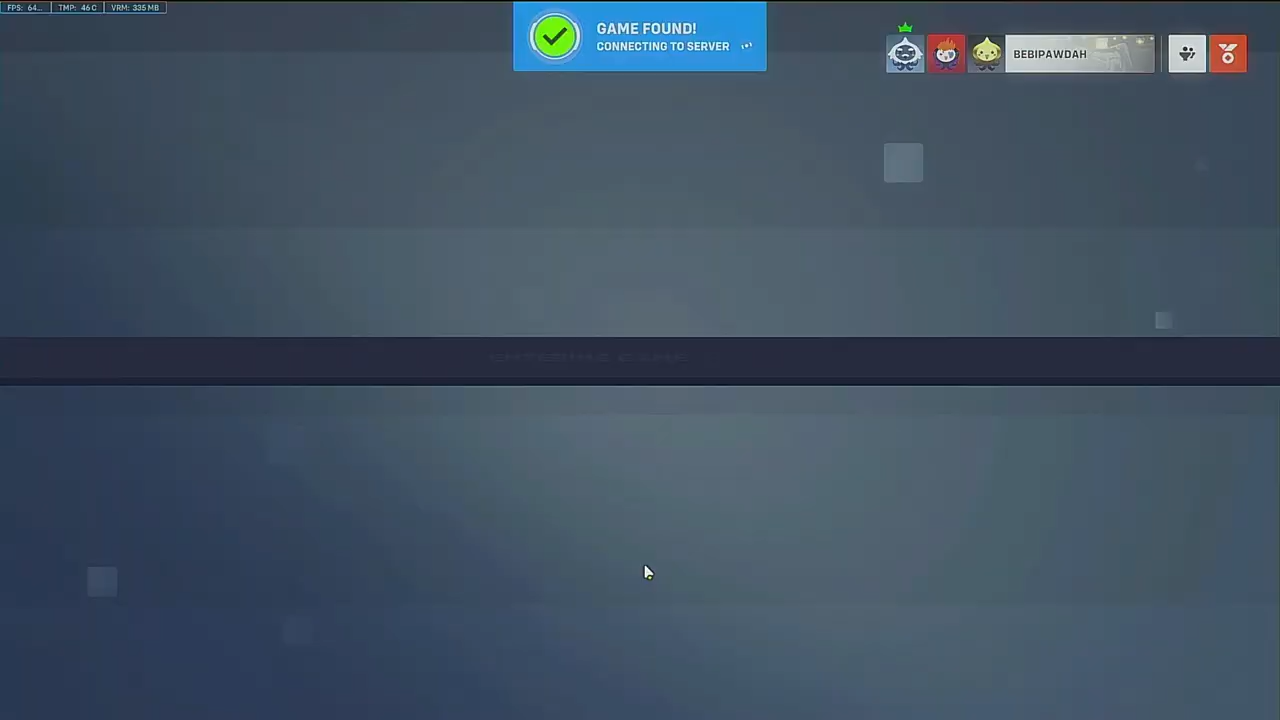 FPS: 64... TMP: 46 C VRM: 335 MB
GAME FOUND!
CONNECTING TO SERVER
BEBIPAWDAH